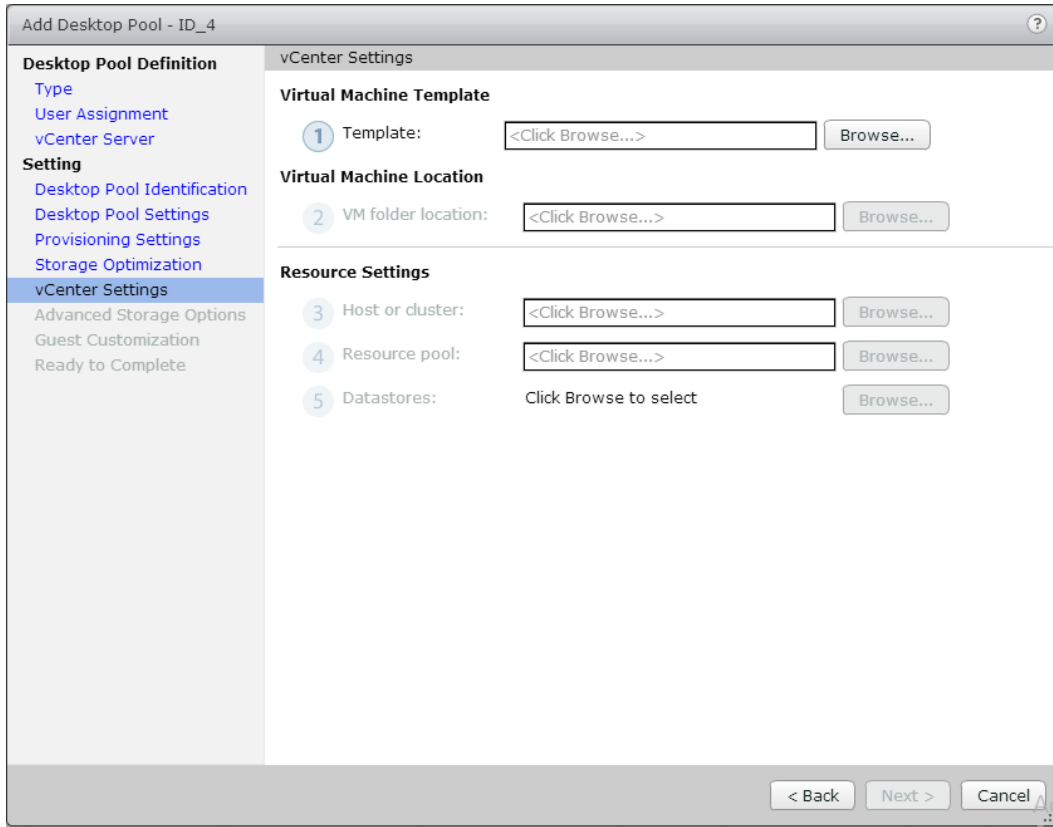 Add Desktop Pool - ID_4
?
Desktop Pool Definition
Type
User Assignment
vCenter Server
Setting
Desktop Pool Identification
Desktop Pool Settings
Provisioning Settings
Storage Optimization
vCenter Settings
Advanced Storage Options
Guest Customization
Ready to Complete
vCenter Settings
Virtual Machine Template
1 Template: <Click Browse...> Browse...
Virtual Machine Location
2 VM folder location: <Click Browse...> Browse...
Resource Settings
3 Host or cluster: <Click Browse...> Browse...
4 Resource pool: <Click Browse...> Browse...
5 Datastores: Click Browse to select Browse...
< Back Next > Cancel